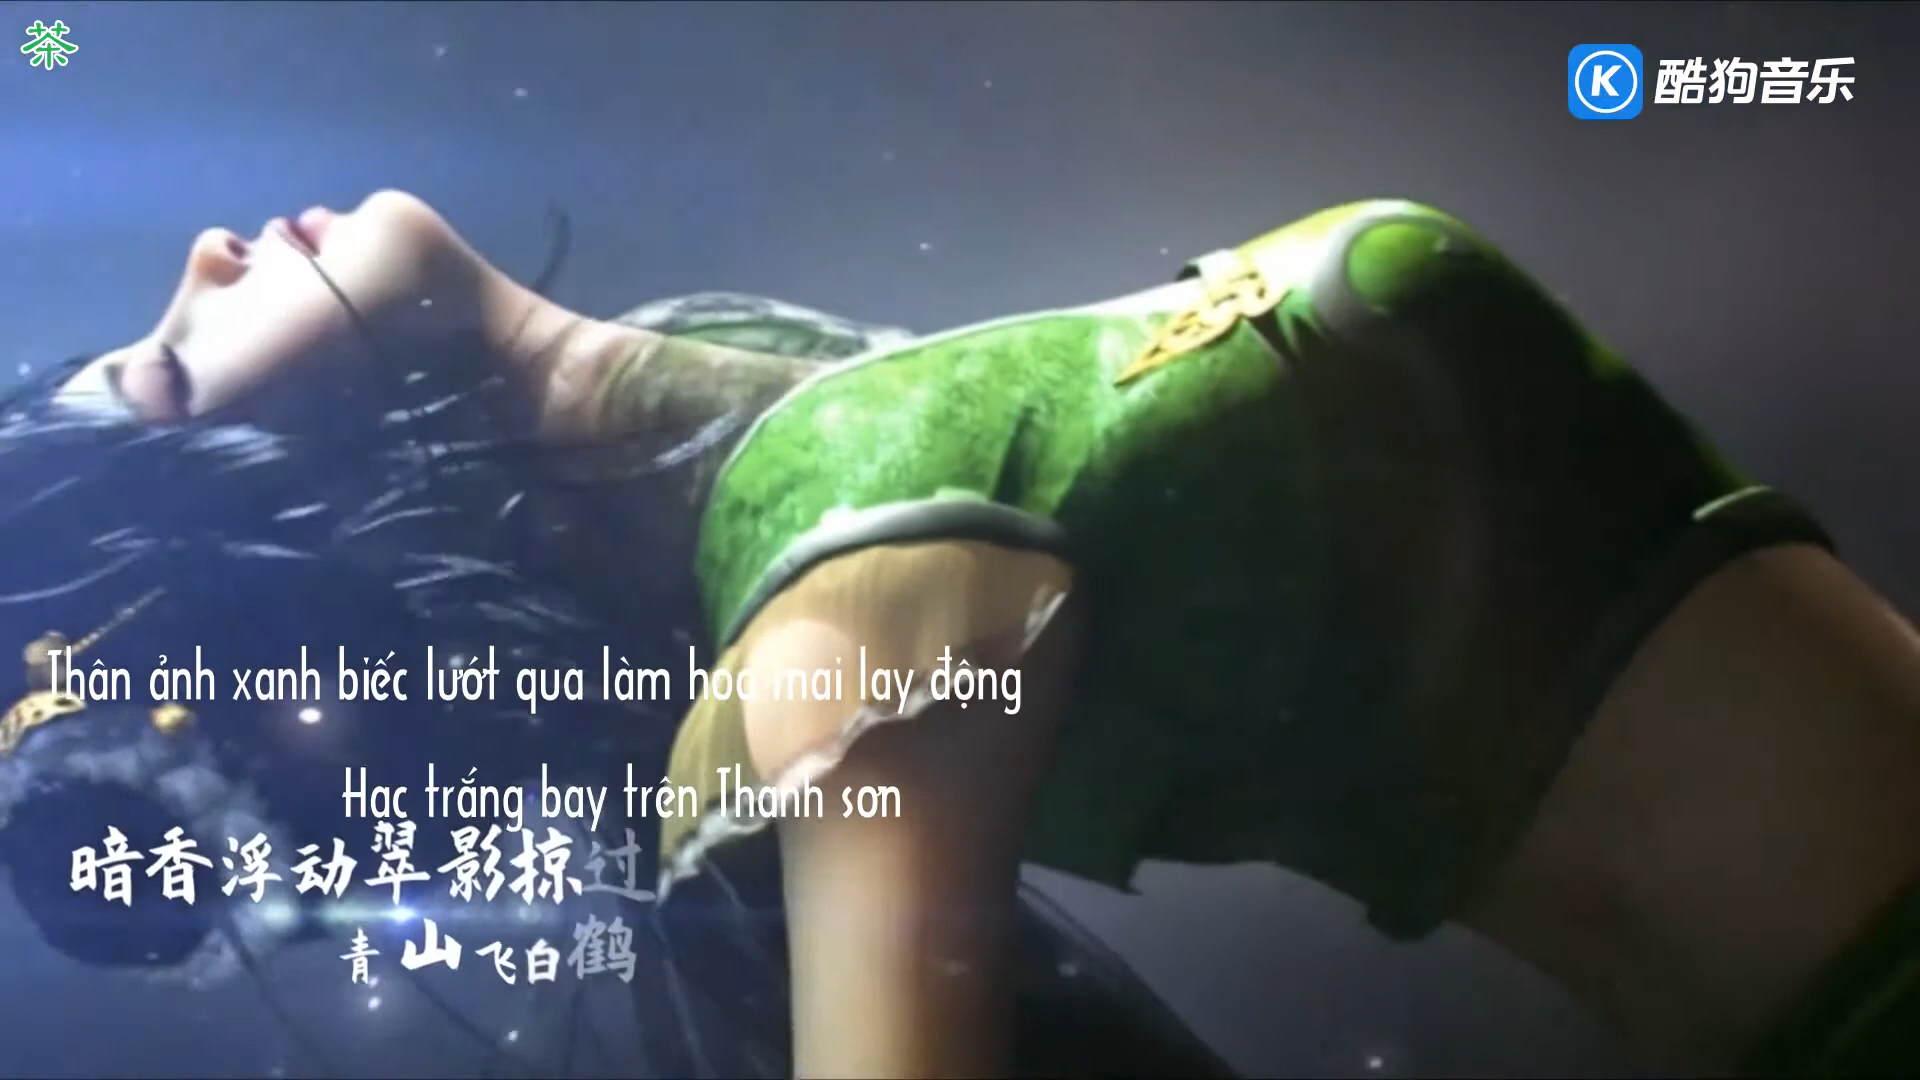 茶
K 酷狗音乐
Thân ảnh xanh biếc lướt qua làm hoa mai lay động
Hạc trắng bay trên Thanh sơn
暗香浮动翠影掠过
青山飞白鹤